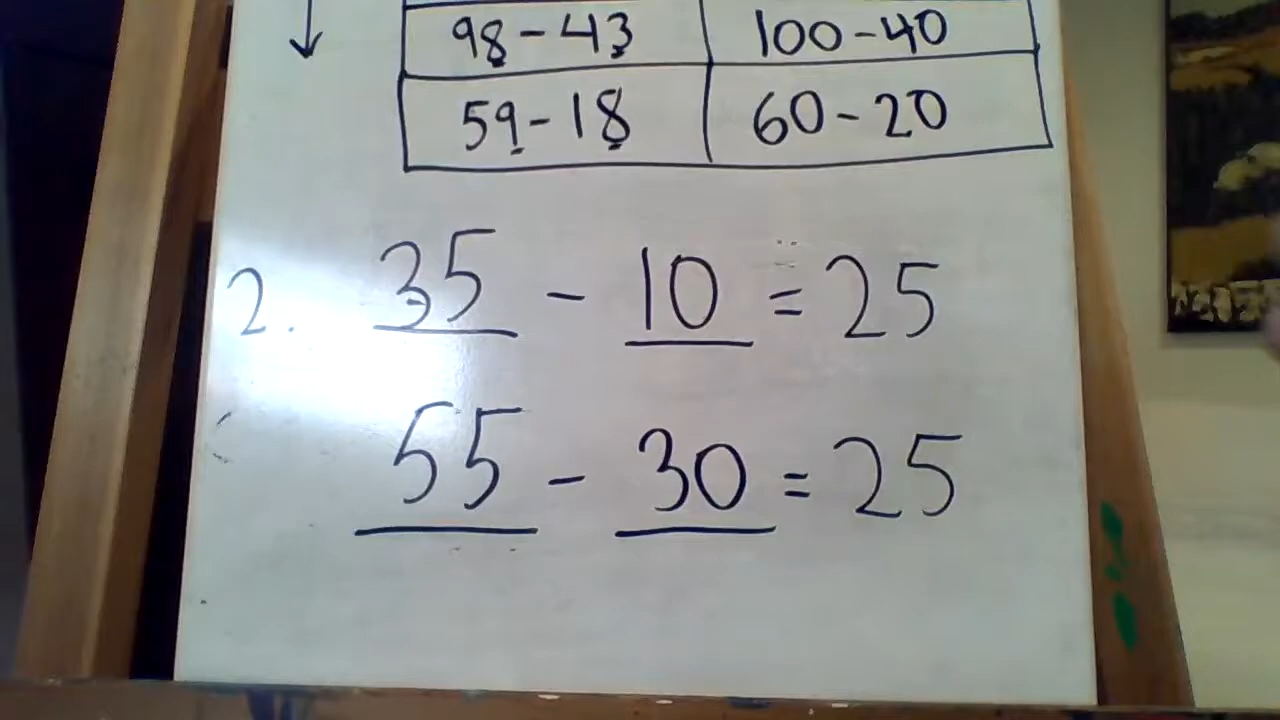 98 - 43 100 - 40
59 - 18 60 - 20
2. 35 - 10 = 25
55 - 30 = 25